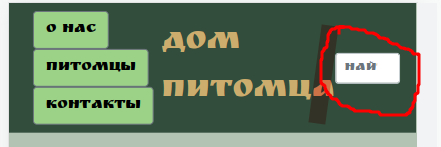 о нас
питомцы
контакты
дом
питомца
най